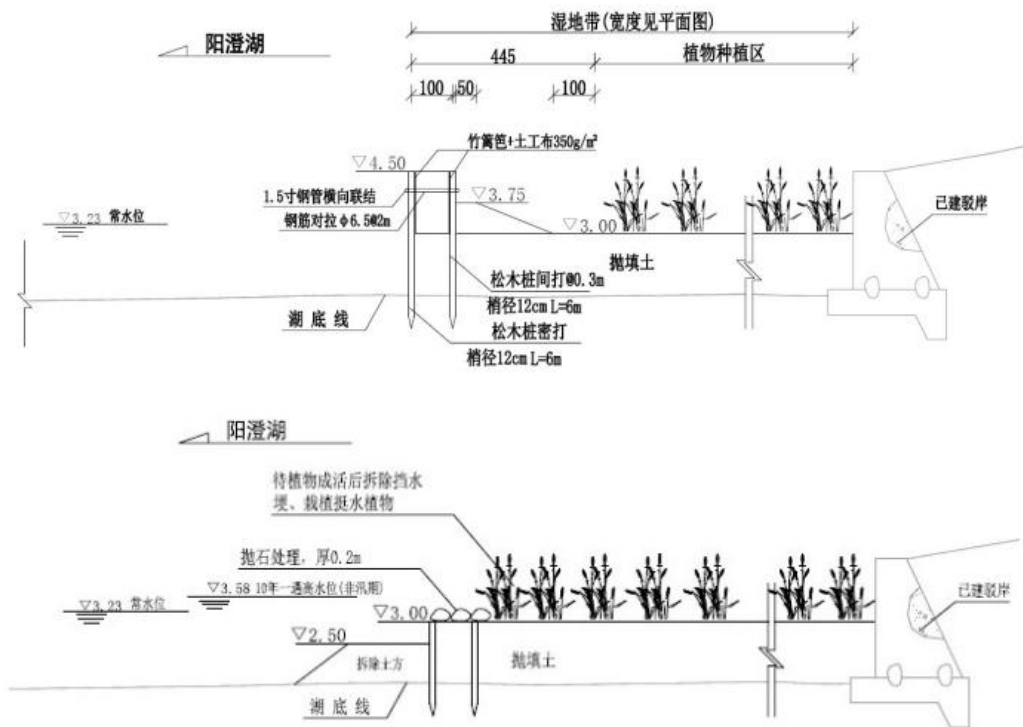 湿地带(宽度见平面图)
阳澄湖
445
植物种植区
100
50
100
竹篱笆+土工布350g/m²
▽4.50
1.5寸钢管横向联结
▽3.75
钢筋对拉φ6.5@2m
▽3.23 常水位
▽3.00
已建驳岸
抛填土
松木桩间打@0.3m
梢径12cm L=6m
湖底线
松木桩密打
梢径12cm L=6m
阳澄湖
待植物成活后拆除挡水
埂、栽植挺水植物
抛石处理，厚0.2m
▽3.58 10年一遇高水位(非汛期)
▽3.23 常水位
▽3.00
已建驳岸
▽2.50
拆除土方
抛填土
湖底线